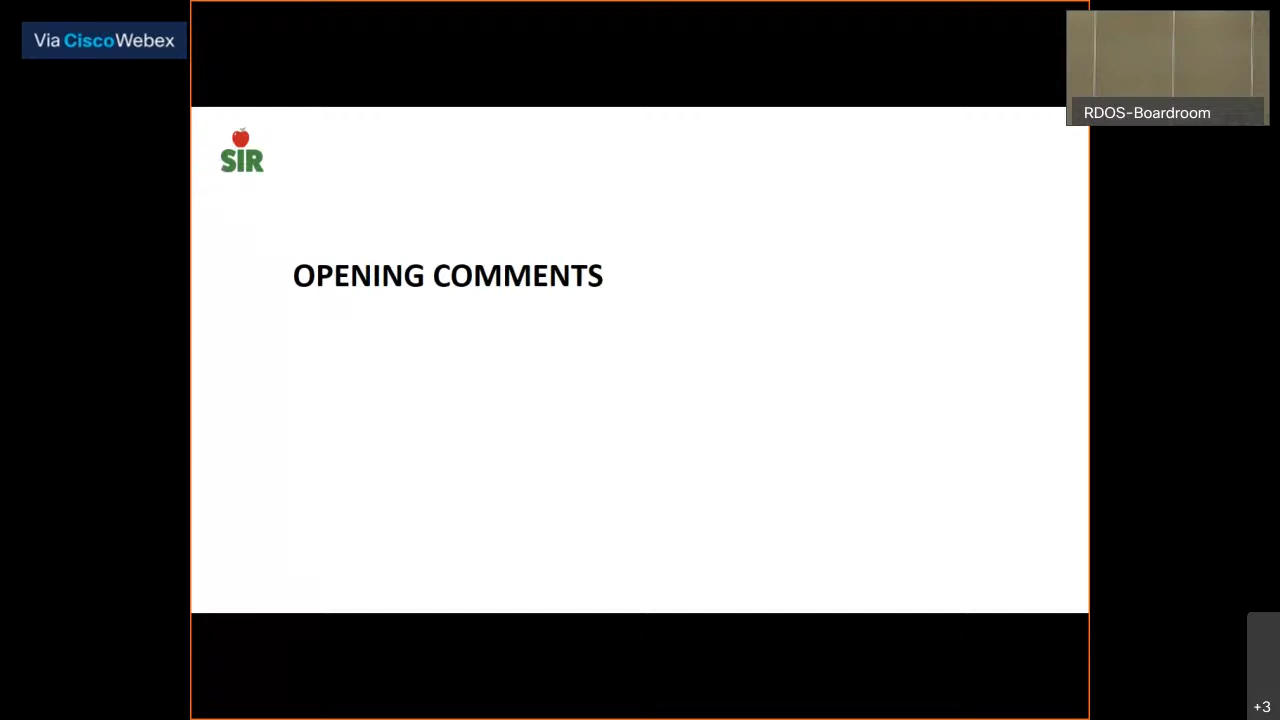 Via CiscoWebex
RDOS-Boardroom
SIR
OPENING COMMENTS
+3